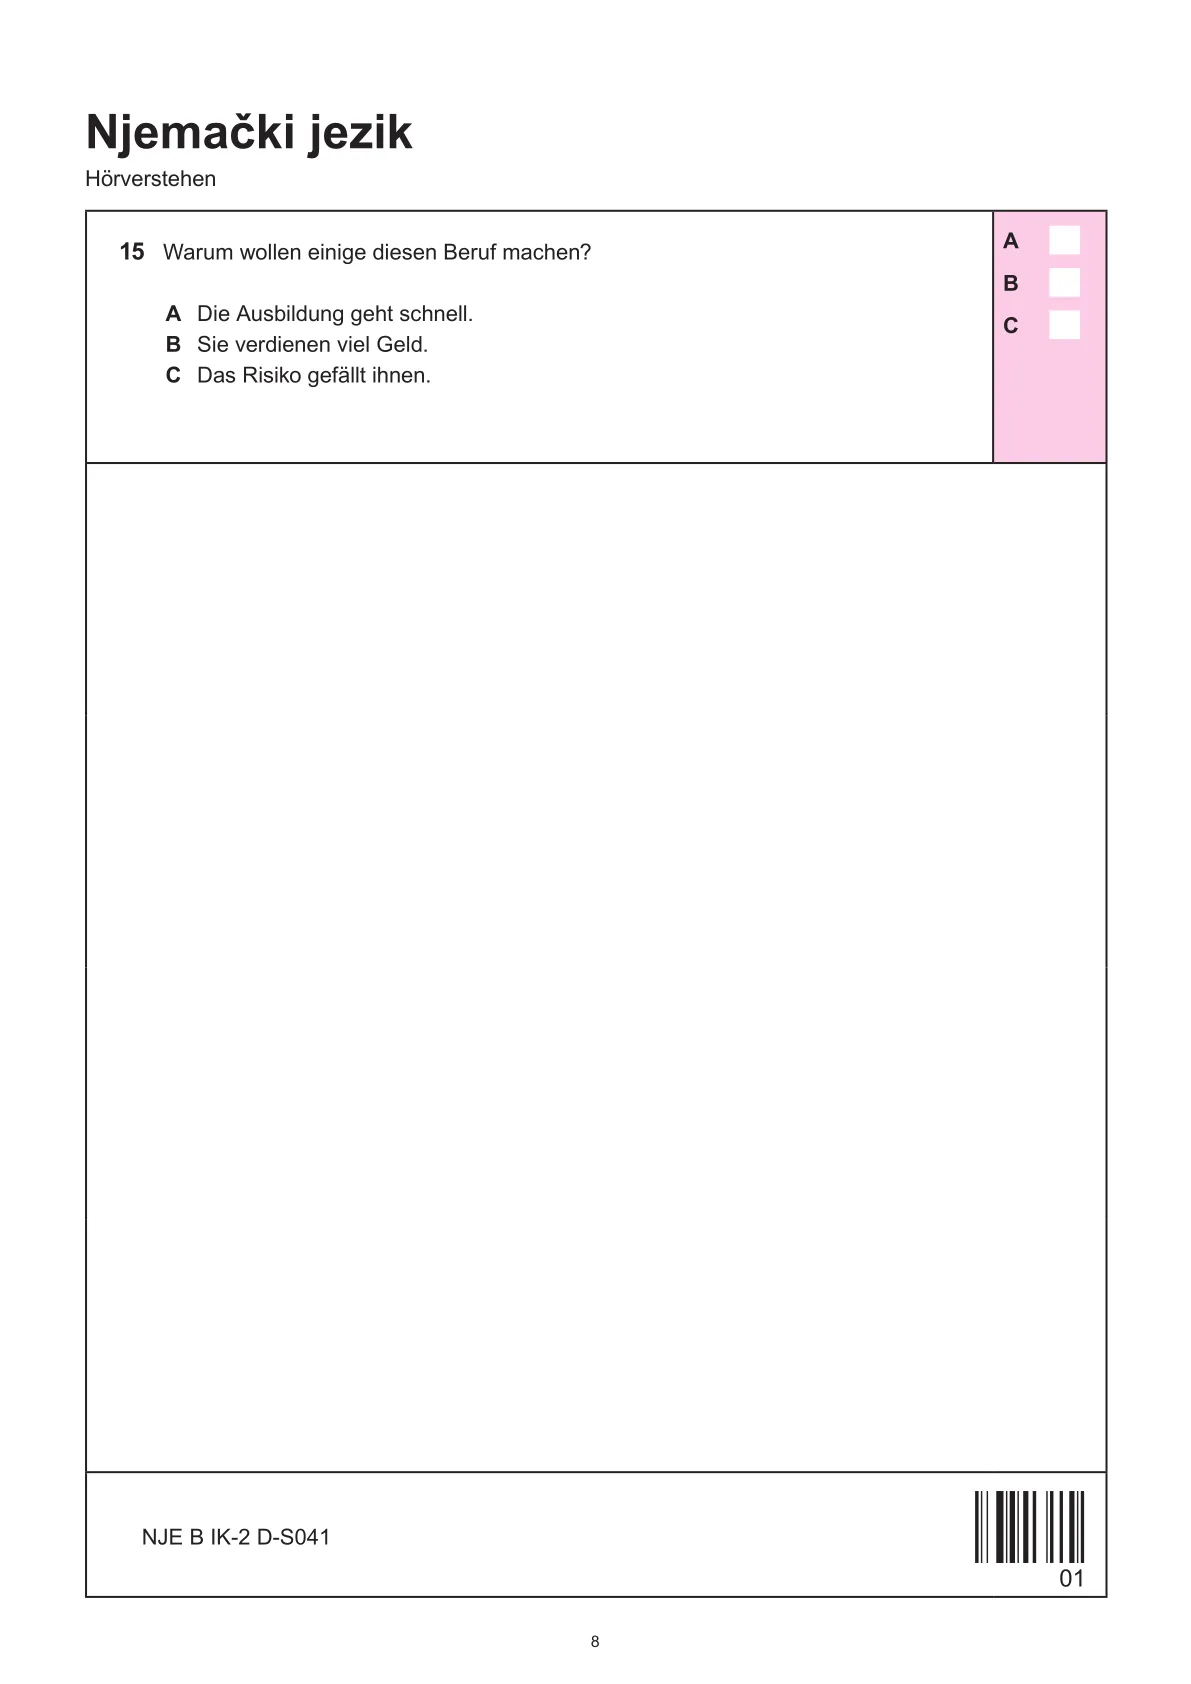 Njemački jezik
Hörverstehen
15 Warum wollen einige diesen Beruf machen?
A Die Ausbildung geht schnell.
B Sie verdienen viel Geld.
C Das Risiko gefällt ihnen.
A
B
C
NJE B IK-2 D-S041
01
8